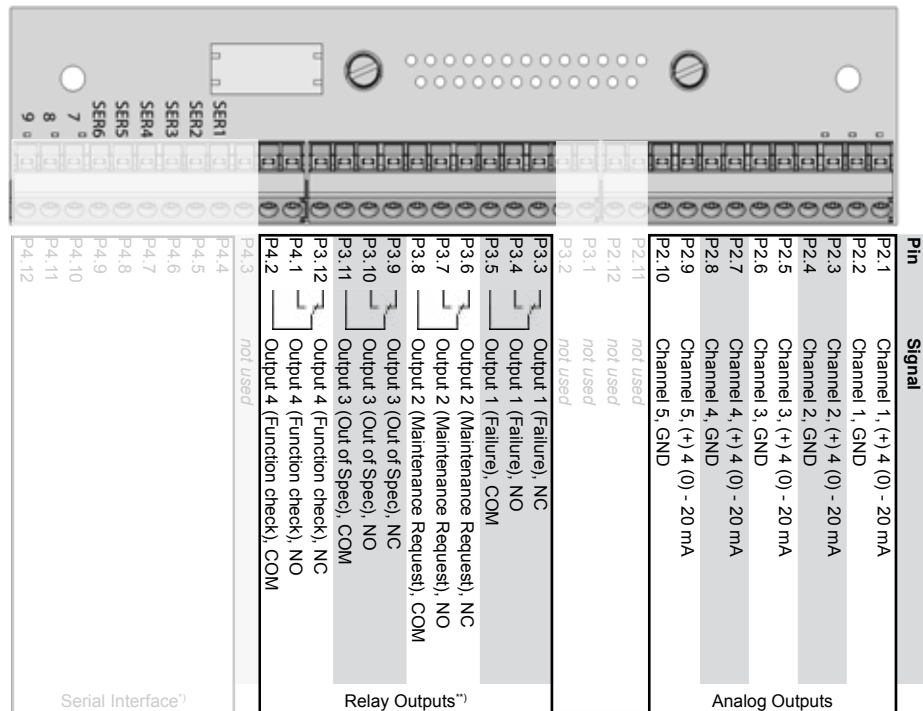 9
8
7
SER6
SER5
SER4
SER3
SER2
SER1
Pin Signal
P2.1 Channel 1, (+) 4 (0) - 20 mA
P2.2 Channel 1, GND
P2.3 Channel 2, (+) 4 (0) - 20 mA
P2.4 Channel 2, GND
P2.5 Channel 3, (+) 4 (0) - 20 mA
P2.6 Channel 3, GND
P2.7 Channel 4, (+) 4 (0) - 20 mA
P2.8 Channel 4, GND
P2.9 Channel 5, (+) 4 (0) - 20 mA
P2.10 Channel 5, GND
P2.11 not used
P2.12 not used
P3.1 not used
P3.2 not used
P3.3 Output 1 (Failure), NC
P3.4 Output 1 (Failure), NO
P3.5 Output 1 (Failure), COM
P3.6 Output 2 (Maintenance Request), NC
P3.7 Output 2 (Maintenance Request), NO
P3.8 Output 2 (Maintenance Request), COM
P3.9 Output 3 (Out of Spec), NC
P3.10 Output 3 (Out of Spec), NO
P3.11 Output 3 (Out of Spec), COM
P3.12 Output 4 (Function check), NC
P4.1 Output 4 (Function check), NO
P4.2 Output 4 (Function check), COM
P4.3 not used
P4.4
P4.5
P4.6
P4.7
P4.8
P4.9
P4.10
P4.11
P4.12
Serial Interface*)
Relay Outputs**)
Analog Outputs